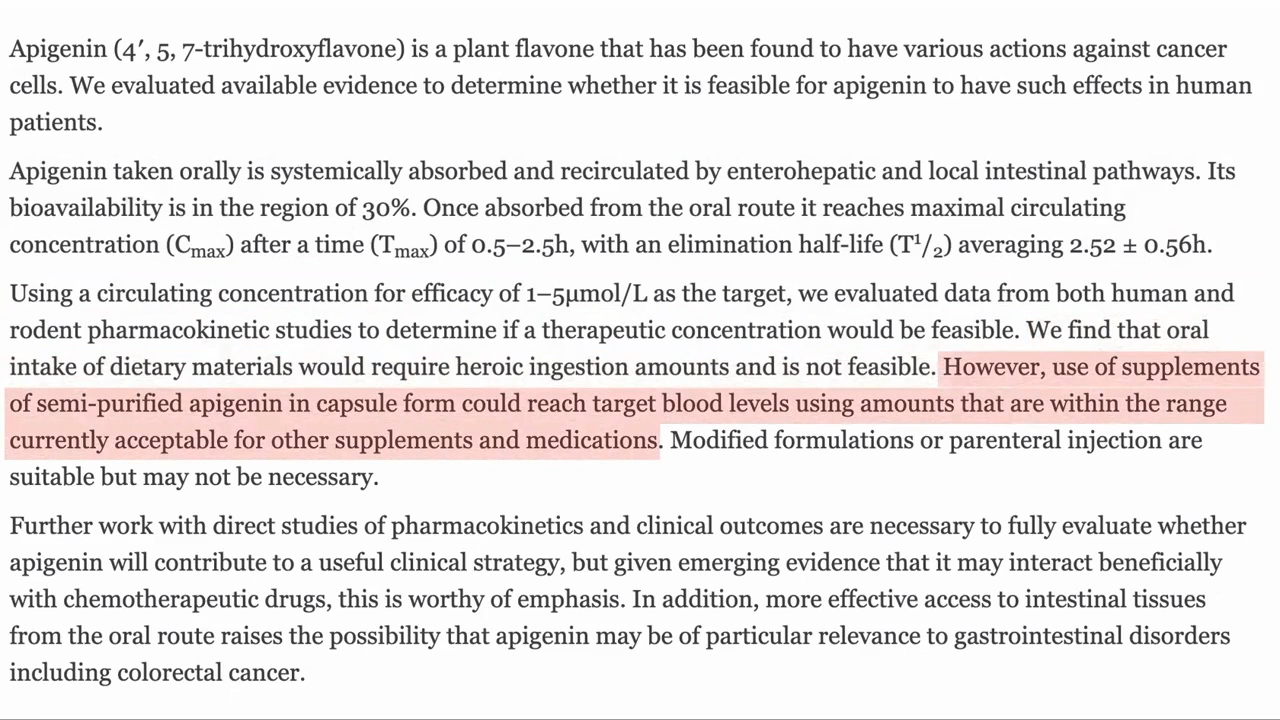 Apigenin (4′, 5, 7-trihydroxyflavone) is a plant flavone that has been found to have various actions against cancer
cells. We evaluated available evidence to determine whether it is feasible for apigenin to have such effects in human
patients.
Apigenin taken orally is systemically absorbed and recirculated by enterohepatic and local intestinal pathways. Its
bioavailability is in the region of 30%. Once absorbed from the oral route it reaches maximal circulating
concentration (Cmax) after a time (Tmax) of 0.5–2.5h, with an elimination half-life (T¹/₂) averaging 2.52 ± 0.56h.
Using a circulating concentration for efficacy of 1–5μmol/L as the target, we evaluated data from both human and
rodent pharmacokinetic studies to determine if a therapeutic concentration would be feasible. We find that oral
intake of dietary materials would require heroic ingestion amounts and is not feasible. However, use of supplements
of semi-purified apigenin in capsule form could reach target blood levels using amounts that are within the range
currently acceptable for other supplements and medications. Modified formulations or parenteral injection are
suitable but may not be necessary.
Further work with direct studies of pharmacokinetics and clinical outcomes are necessary to fully evaluate whether
apigenin will contribute to a useful clinical strategy, but given emerging evidence that it may interact beneficially
with chemotherapeutic drugs, this is worthy of emphasis. In addition, more effective access to intestinal tissues
from the oral route raises the possibility that apigenin may be of particular relevance to gastrointestinal disorders
including colorectal cancer.